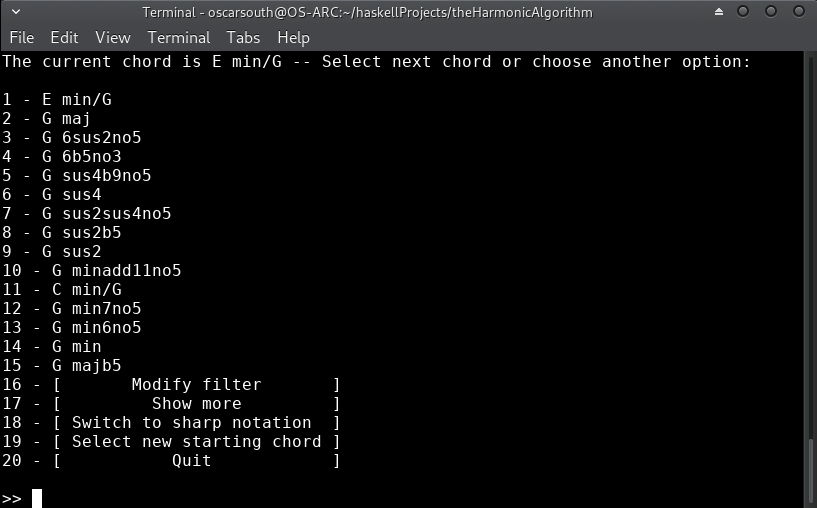 Terminal - oscarsouth@OS-ARC:~/haskellProjects/theHarmonicAlgorithm
File Edit View Terminal Tabs Help
The current chord is E min/G -- Select next chord or choose another option:
1 - E min/G
2 - G maj
3 - G 6sus2no5
4 - G 6b5no3
5 - G sus4b9no5
6 - G sus4
7 - G sus2sus4no5
8 - G sus2b5
9 - G sus2
10 - G minadd11no5
11 - C min/G
12 - G min7no5
13 - G min6no5
14 - G min
15 - G majb5
16 - [ Modify filter ]
17 - [ Show more ]
18 - [ Switch to sharp notation ]
19 - [ Select new starting chord ]
20 - [ Quit ]
>>